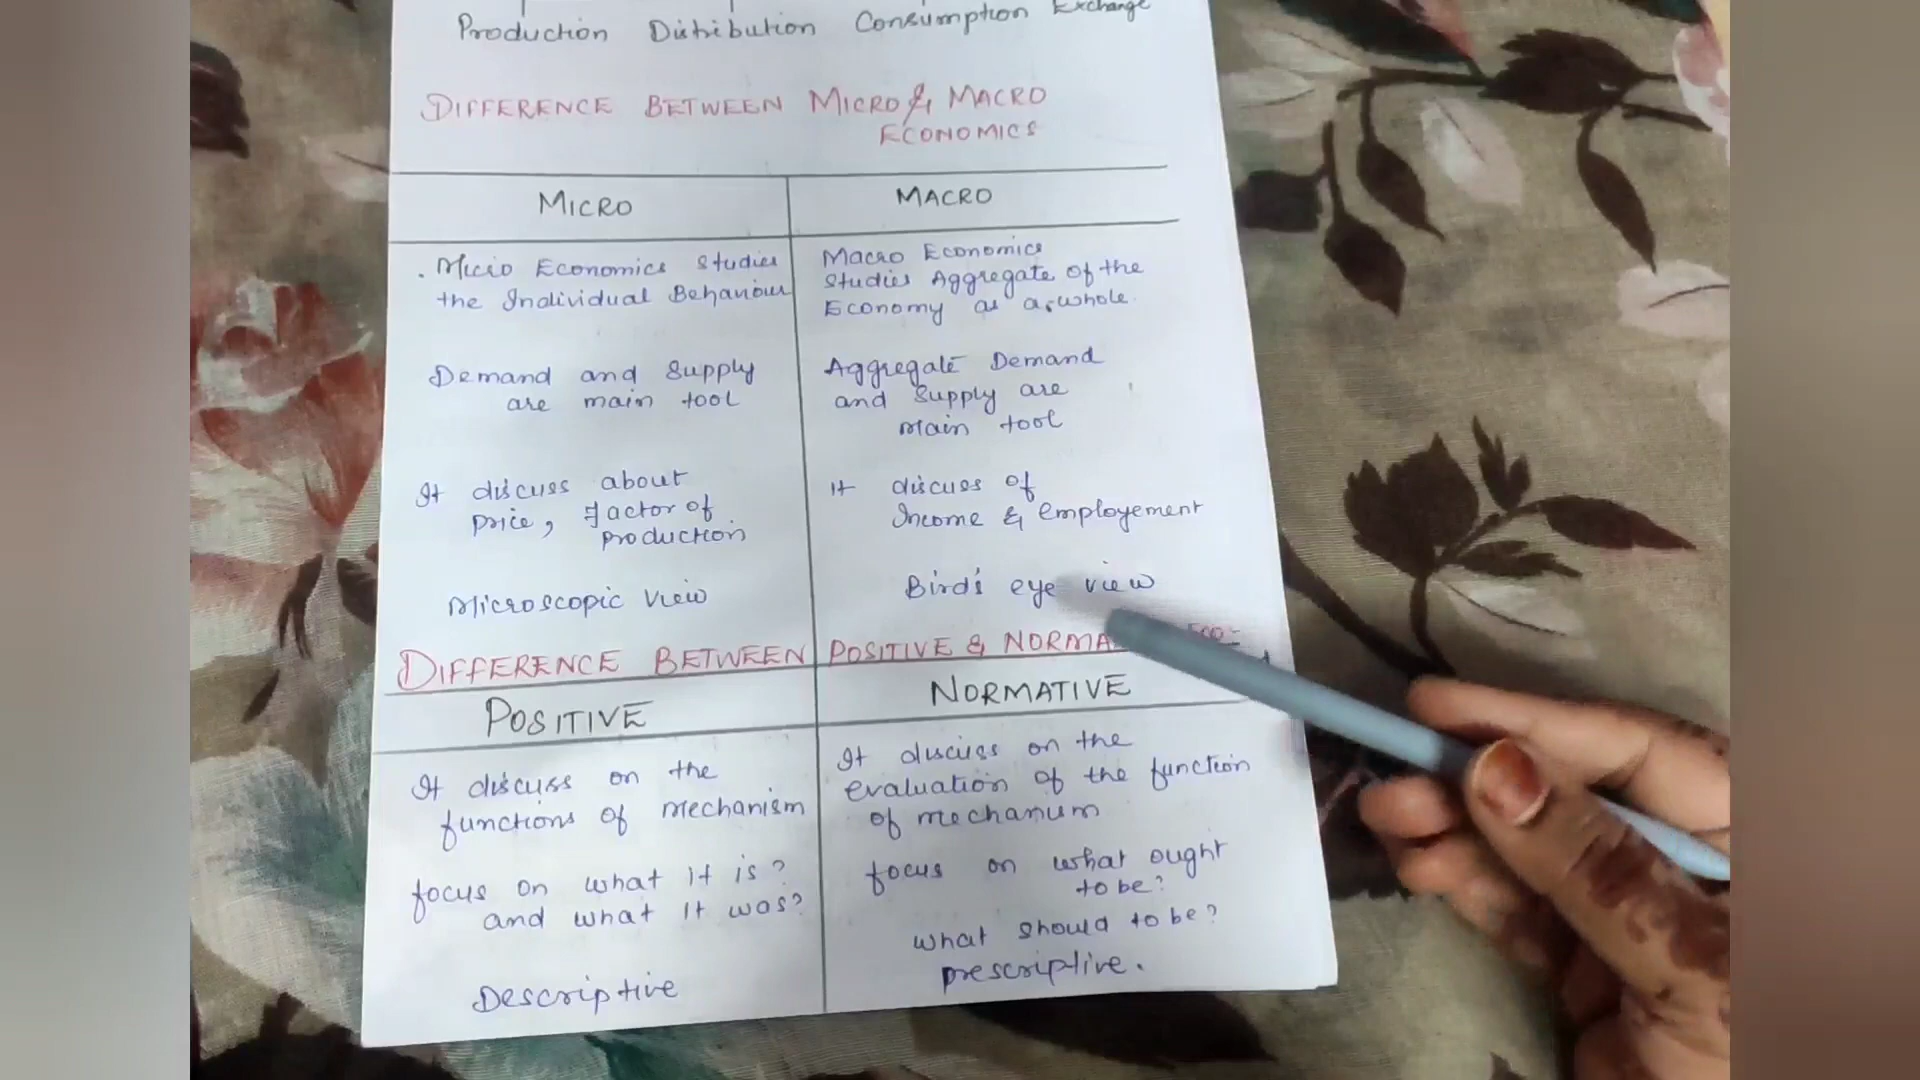 Production Distribution Consumption Exchange
DIFFERENCE BETWEEN MICRO & MACRO
ECONOMICS
MICRO
. Micro Economics Studies
the Individual Behaviour
Demand and Supply
are main tool
It discuss about
price, factor of
production
Microscopic view
MACRO
Macro Economics
Studies Aggregate of the
Economy as a whole.
Aggregate Demand
and Supply are
main tool
It discuss of
Income & employement
Bird's eye view
DIFFERENCE BETWEEN POSITIVE & NORMA ECO-
POSITIVE
It discuss on the
functions of Mechanism
focus on what it is?
and what it was?
Descriptive
NORMATIVE
It discuss on the
evaluation of the function
of mechanism
focus on what ought
to be?
what should to be?
prescriptive.